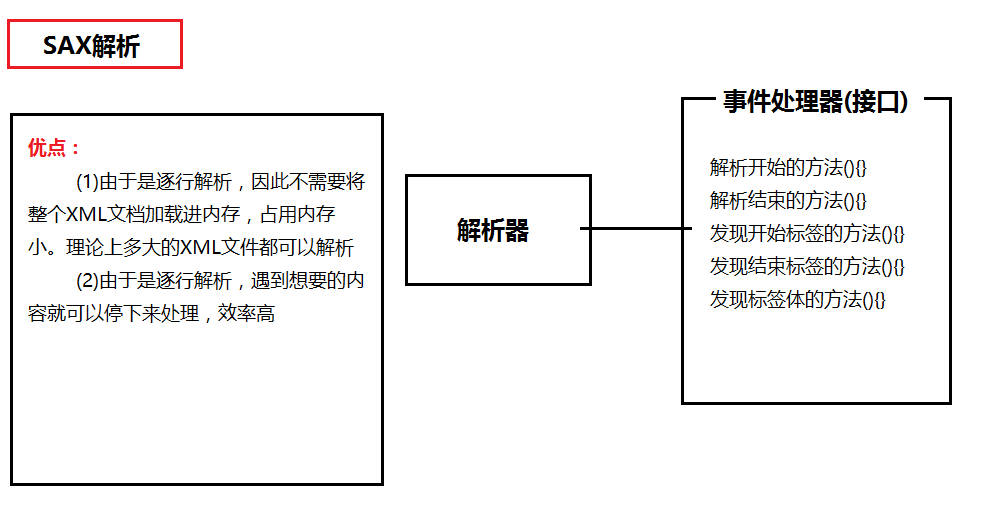 SAX解析
优点：
(1)由于是逐行解析，因此不需要将
整个XML文档加载进内存，占用内存
小。理论上多大的XML文件都可以解析
(2)由于是逐行解析，遇到想要的内
容就可以停下来处理，效率高
解析器
事件处理器(接口)
解析开始的方法(){}
解析结束的方法(){}
发现开始标签的方法(){}
发现结束标签的方法(){}
发现标签体的方法(){}